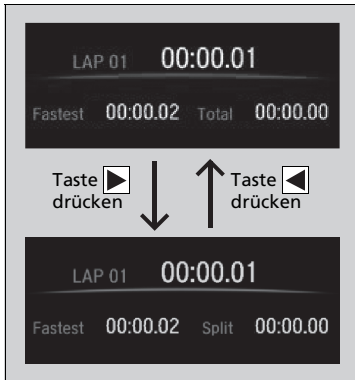 LAP 01 00:00.01
Fastest 00:00.02 Total 00:00.00
Taste ▶ drücken
Taste ◀ drücken
LAP 01 00:00.01
Fastest 00:00.02 Split 00:00.00